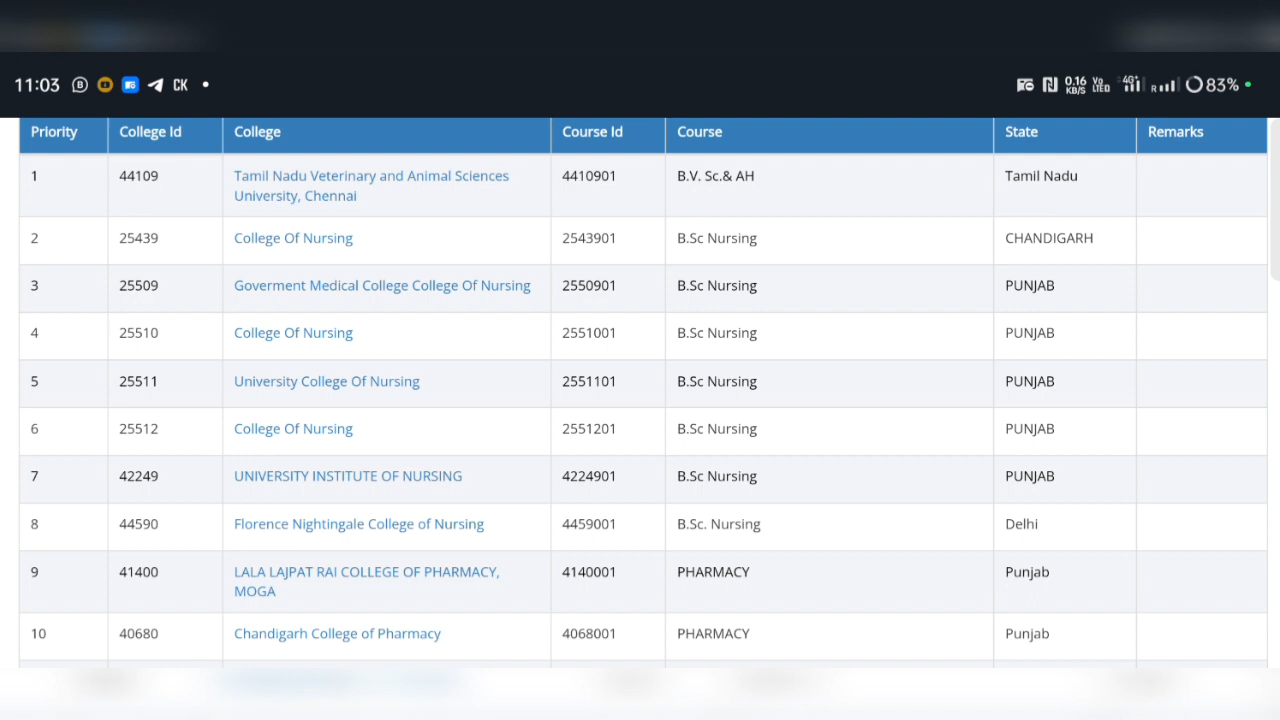 11:03 CK 0.16 KB/S Vo LTED 4G+ R 83%
Priority College Id College Course Id Course State Remarks
1 44109 Tamil Nadu Veterinary and Animal Sciences 4410901 B.V. Sc.& AH Tamil Nadu
University, Chennai
2 25439 College Of Nursing 2543901 B.Sc Nursing CHANDIGARH
3 25509 Goverment Medical College College Of Nursing 2550901 B.Sc Nursing PUNJAB
4 25510 College Of Nursing 2551001 B.Sc Nursing PUNJAB
5 25511 University College Of Nursing 2551101 B.Sc Nursing PUNJAB
6 25512 College Of Nursing 2551201 B.Sc Nursing PUNJAB
7 42249 UNIVERSITY INSTITUTE OF NURSING 4224901 B.Sc Nursing PUNJAB
8 44590 Florence Nightingale College of Nursing 4459001 B.Sc. Nursing Delhi
9 41400 LALA LAJPAT RAI COLLEGE OF PHARMACY, 4140001 PHARMACY Punjab
MOGA
10 40680 Chandigarh College of Pharmacy 4068001 PHARMACY Punjab